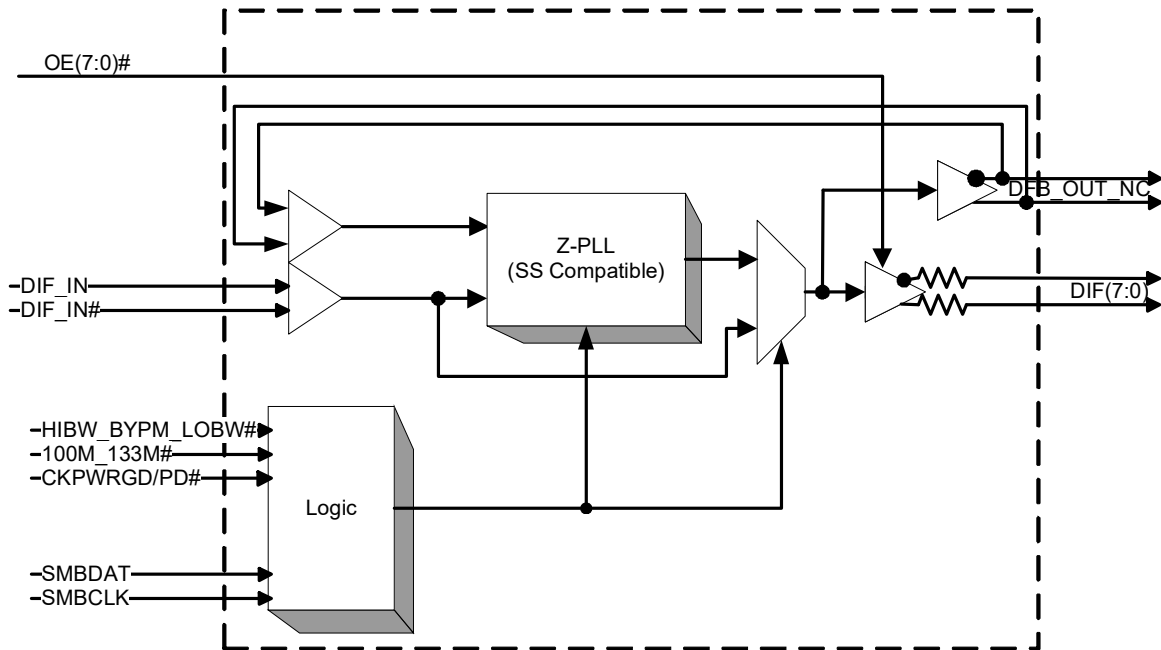 OE(7:0)#
DFB_OUT_NC
Z-PLL
(SS Compatible)
DIF_IN
DIF_IN#
DIF(7:0)
HIBW_BYPM_LOBW#
100M_133M#
CKPWRGD/PD#
Logic
SMBDAT
SMBCLK